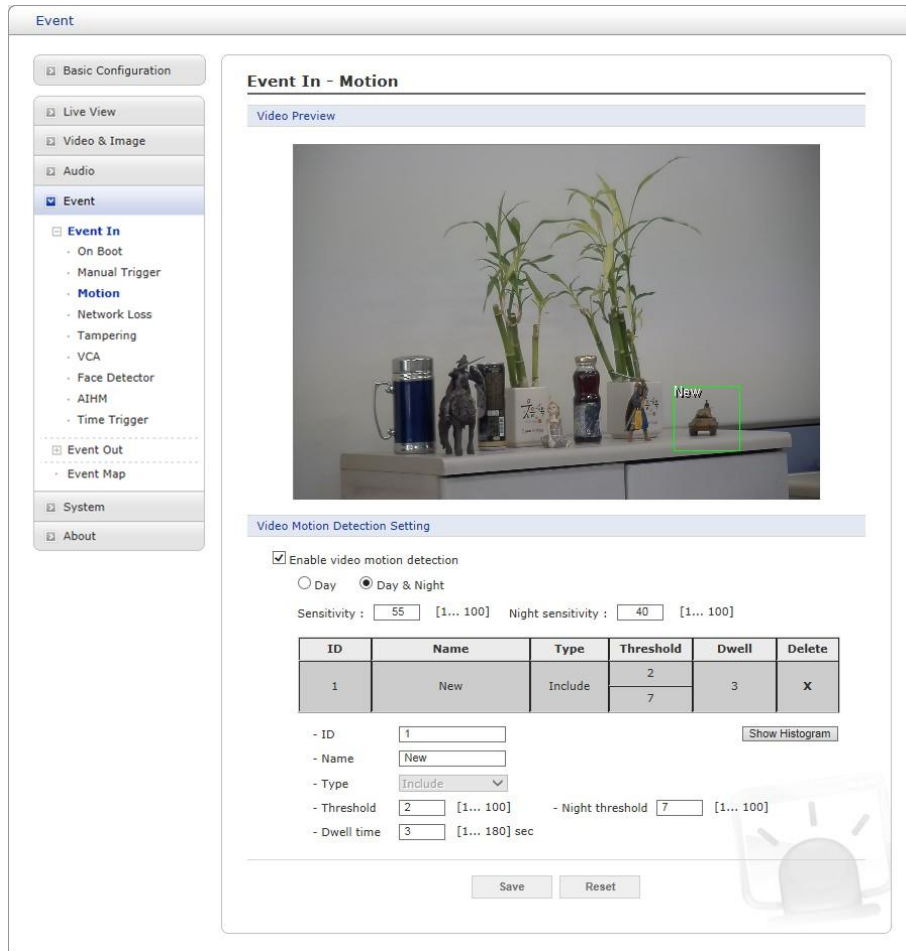 Event
Basic Configuration
Live View
Video & Image
Audio
Event
Event In
On Boot
Manual Trigger
Motion
Network Loss
Tampering
VCA
Face Detector
AIHM
Time Trigger
Event Out
Event Map
System
About
Event In - Motion
Video Preview
New
Video Motion Detection Setting
Enable video motion detection
Day Day & Night
Sensitivity : 55 [1... 100] Night sensitivity : 40 [1... 100]
ID Name Type Threshold Dwell Delete
1 New Include 2 7 3 X
- ID 1 Show Histogram
- Name New
- Type Include
- Threshold 2 [1... 100] - Night threshold 7 [1... 100]
- Dwell time 3 [1... 180] sec
Save Reset